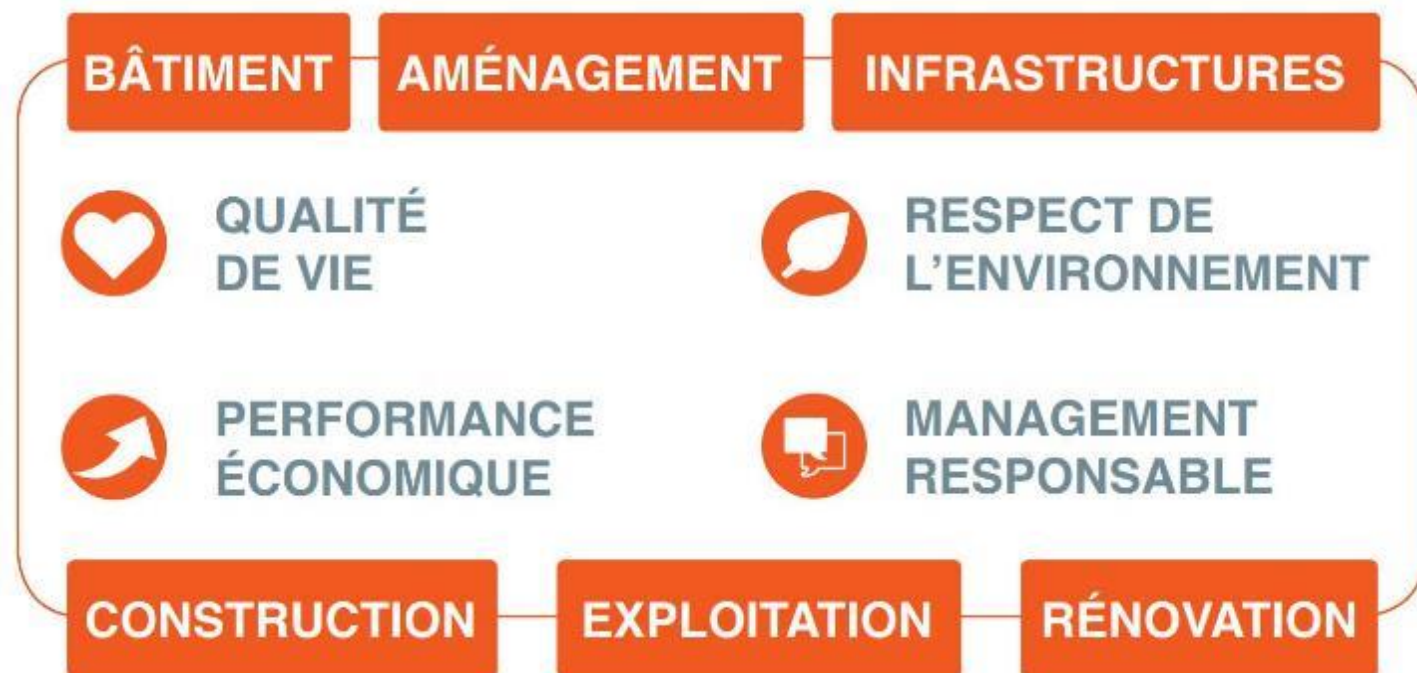 BÂTIMENT
AMÉNAGEMENT
INFRASTRUCTURES
QUALITÉ
DE VIE
RESPECT DE
L’ENVIRONNEMENT
PERFORMANCE
ÉCONOMIQUE
MANAGEMENT
RESPONSABLE
CONSTRUCTION
EXPLOITATION
RÉNOVATION